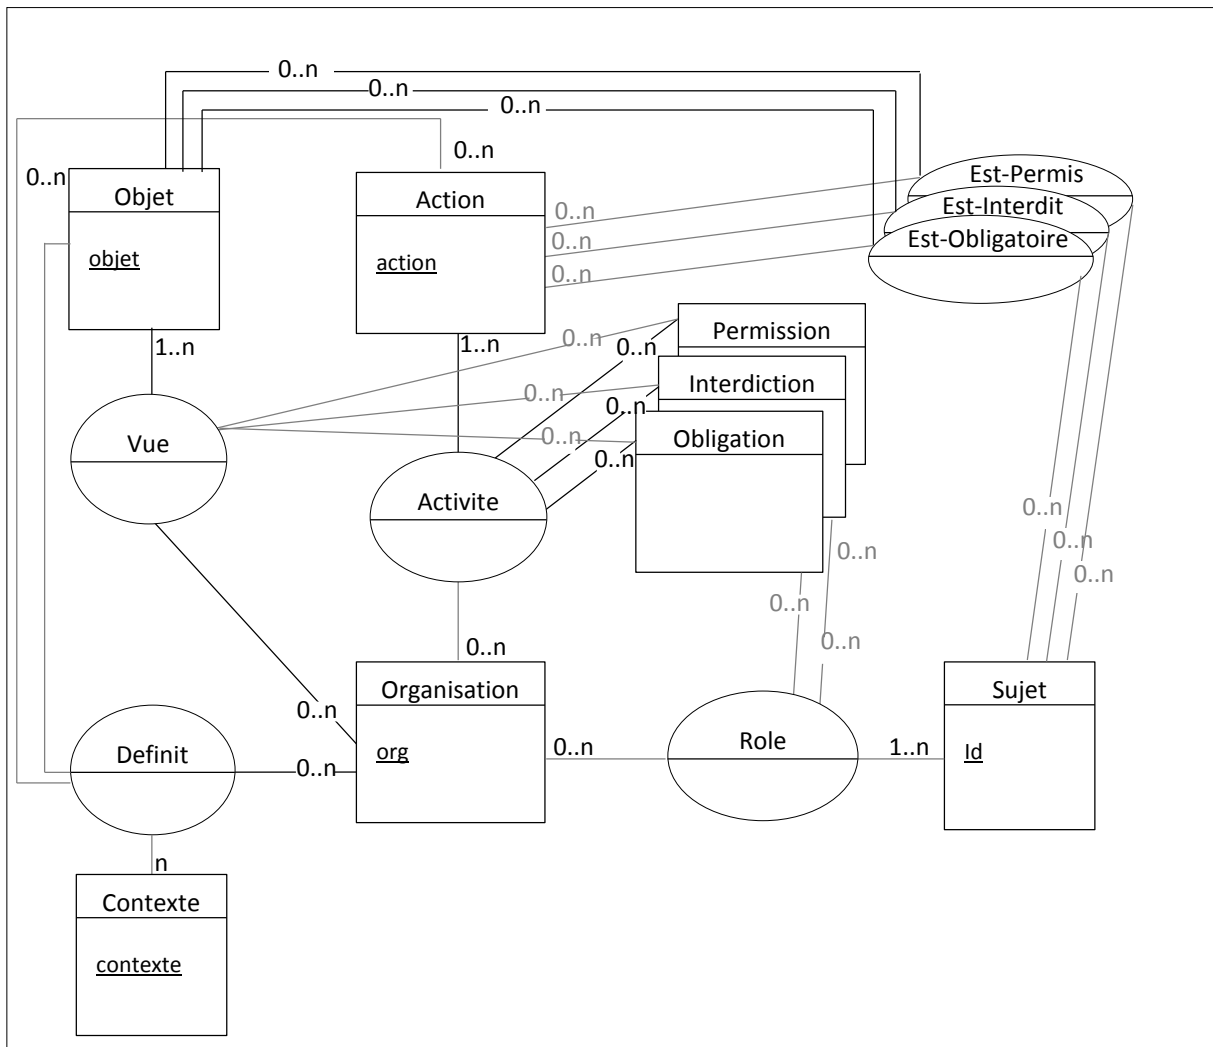 0..n
0..n
0..n
0..n
0..n
Objet
objet
Action
action
Est-Permis
Est-Interdit
Est-Obligatoire
0..n
0..n
0..n
1..n
1..n
0..n
0..n
0..n
0..n
0..n
0..n
Permission
Interdiction
Obligation
Vue
Activite
0..n
0..n
0..n
0..n
0..n
0..n
0..n
0..n
Organisation
org
Sujet
Id
0..n
Definit
0..n
0..n
Role
1..n
n
Contexte
contexte